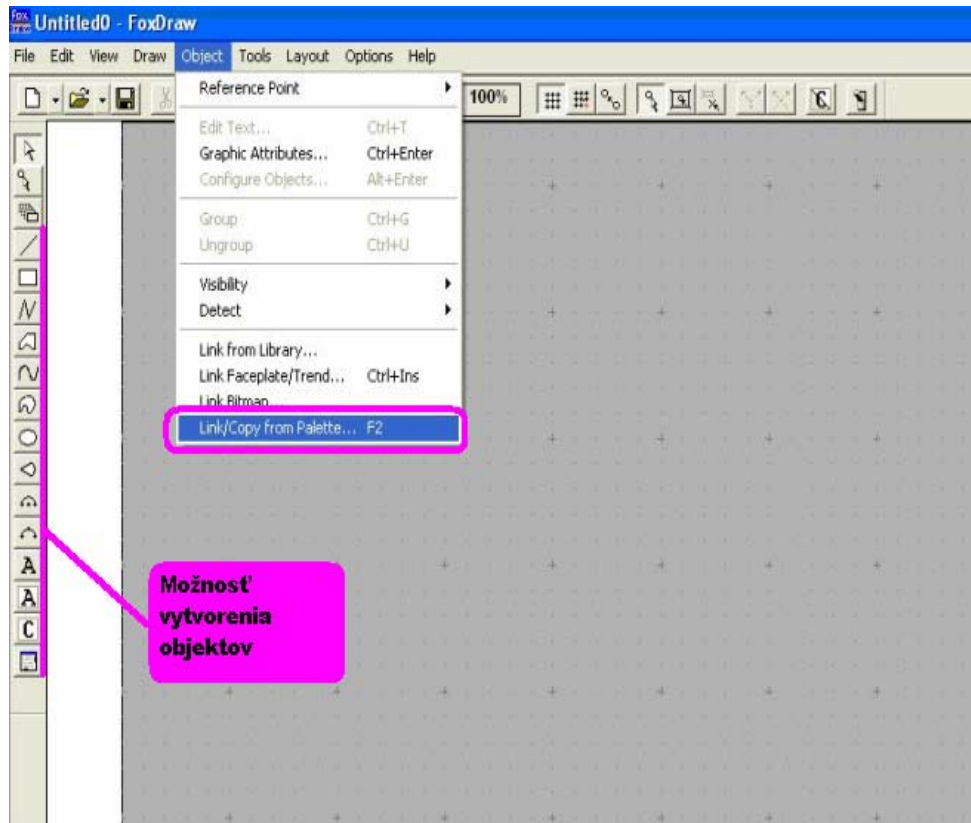 Fox
DRAW
Untitled0 - FoxDraw
File Edit View Draw Object Tools Layout Options Help
100%
Reference Point
Edit Text... Ctrl+T
Graphic Attributes... Ctrl+Enter
Configure Objects... Alt+Enter
Group Ctrl+G
Ungroup Ctrl+U
Visibility
Detect
Link from Library...
Link Faceplate/Trend... Ctrl+Ins
Link Bitmap...
Link/Copy from Palette... F2
A
A
C
Možnosť
vytvorenia
objektov